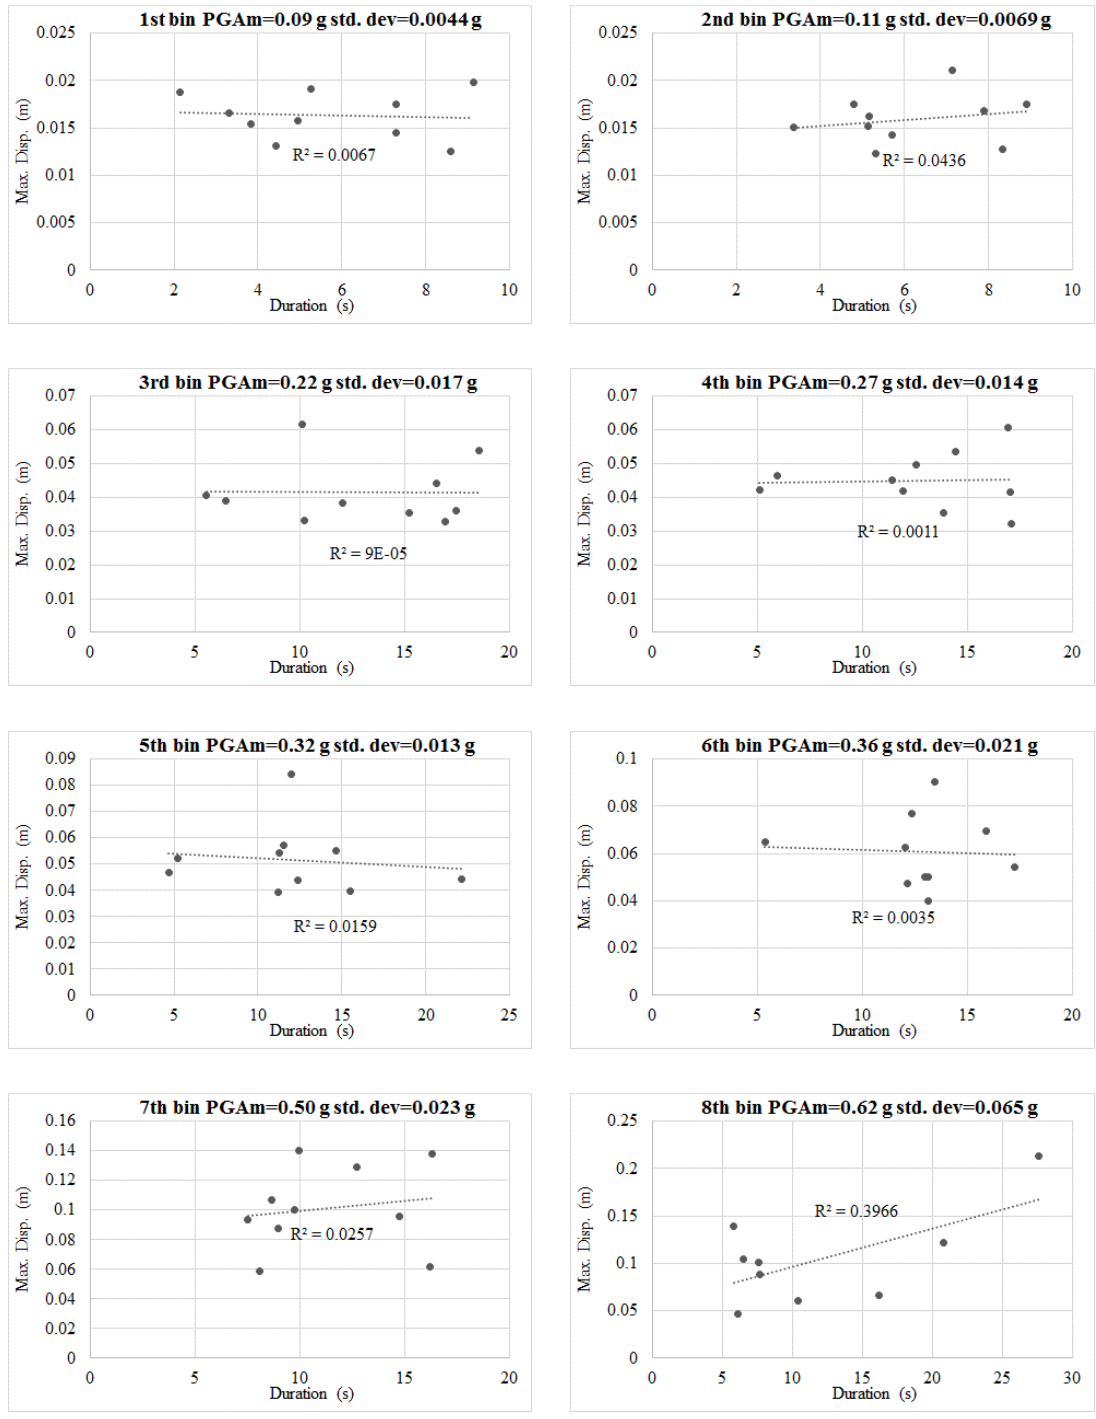 1st bin PGAm=0.09 g std. dev=0.0044 g
0.025
0.02
0.015
0.01
0.005
0
Max. Disp. (m)
R² = 0.0067
0 2 4 6 8 10
Duration (s)
2nd bin PGAm=0.11 g std. dev=0.0069 g
0.025
0.02
0.015
0.01
0.005
0
Max. Disp. (m)
R² = 0.0436
0 2 4 6 8 10
Duration (s)
3rd bin PGAm=0.22 g std. dev=0.017 g
0.07
0.06
0.05
0.04
0.03
0.02
0.01
0
Max. Disp. (m)
R² = 9E-05
0 5 10 15 20
Duration (s)
4th bin PGAm=0.27 g std. dev=0.014 g
0.07
0.06
0.05
0.04
0.03
0.02
0.01
0
Max. Disp. (m)
R² = 0.0011
0 5 10 15 20
Duration (s)
5th bin PGAm=0.32 g std. dev=0.013 g
0.09
0.08
0.07
0.06
0.05
0.04
0.03
0.02
0.01
0
Max. Disp. (m)
R² = 0.0159
0 5 10 15 20 25
Duration (s)
6th bin PGAm=0.36 g std. dev=0.021 g
0.1
0.08
0.06
0.04
0.02
0
Max. Disp. (m)
R² = 0.0035
0 5 10 15 20
Duration (s)
7th bin PGAm=0.50 g std. dev=0.023 g
0.16
0.14
0.12
0.1
0.08
0.06
0.04
0.02
0
Max. Disp. (m)
R² = 0.0257
0 5 10 15 20
Duration (s)
8th bin PGAm=0.62 g std. dev=0.065 g
0.25
0.2
0.15
0.1
0.05
0
Max. Disp. (m)
R² = 0.3966
0 5 10 15 20 25 30
Duration (s)